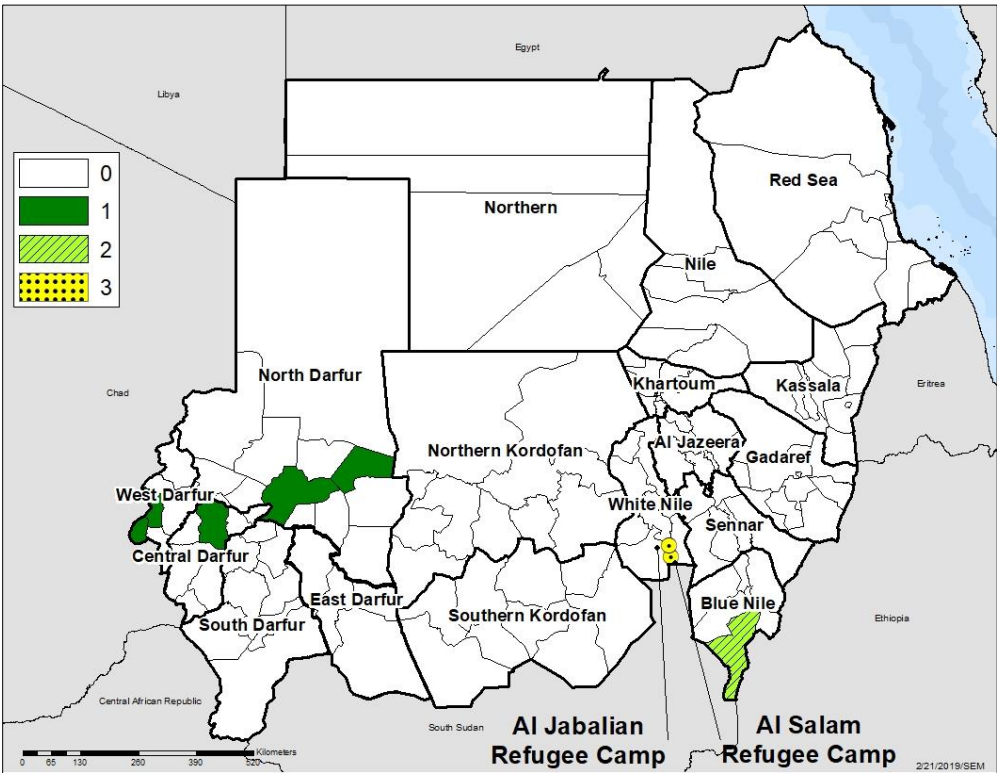 Egypt
Libya
0
1
2
3
Red Sea
Northern
Nile
North Darfur
Chad
Khartoum
Kassala
Eritrea
Al Jazeera
Northern Kordofan
Gadaref
West Darfur
White Nile
Sennar
Central Darfur
East Darfur
Blue Nile
South Darfur
Southern Kordofan
Ethiopia
Central African Republic
South Sudan
Al Jabalian
Refugee Camp
Al Salam
Refugee Camp
Kilometers
0 65 130 260 390 520
2/21/2019/SEM